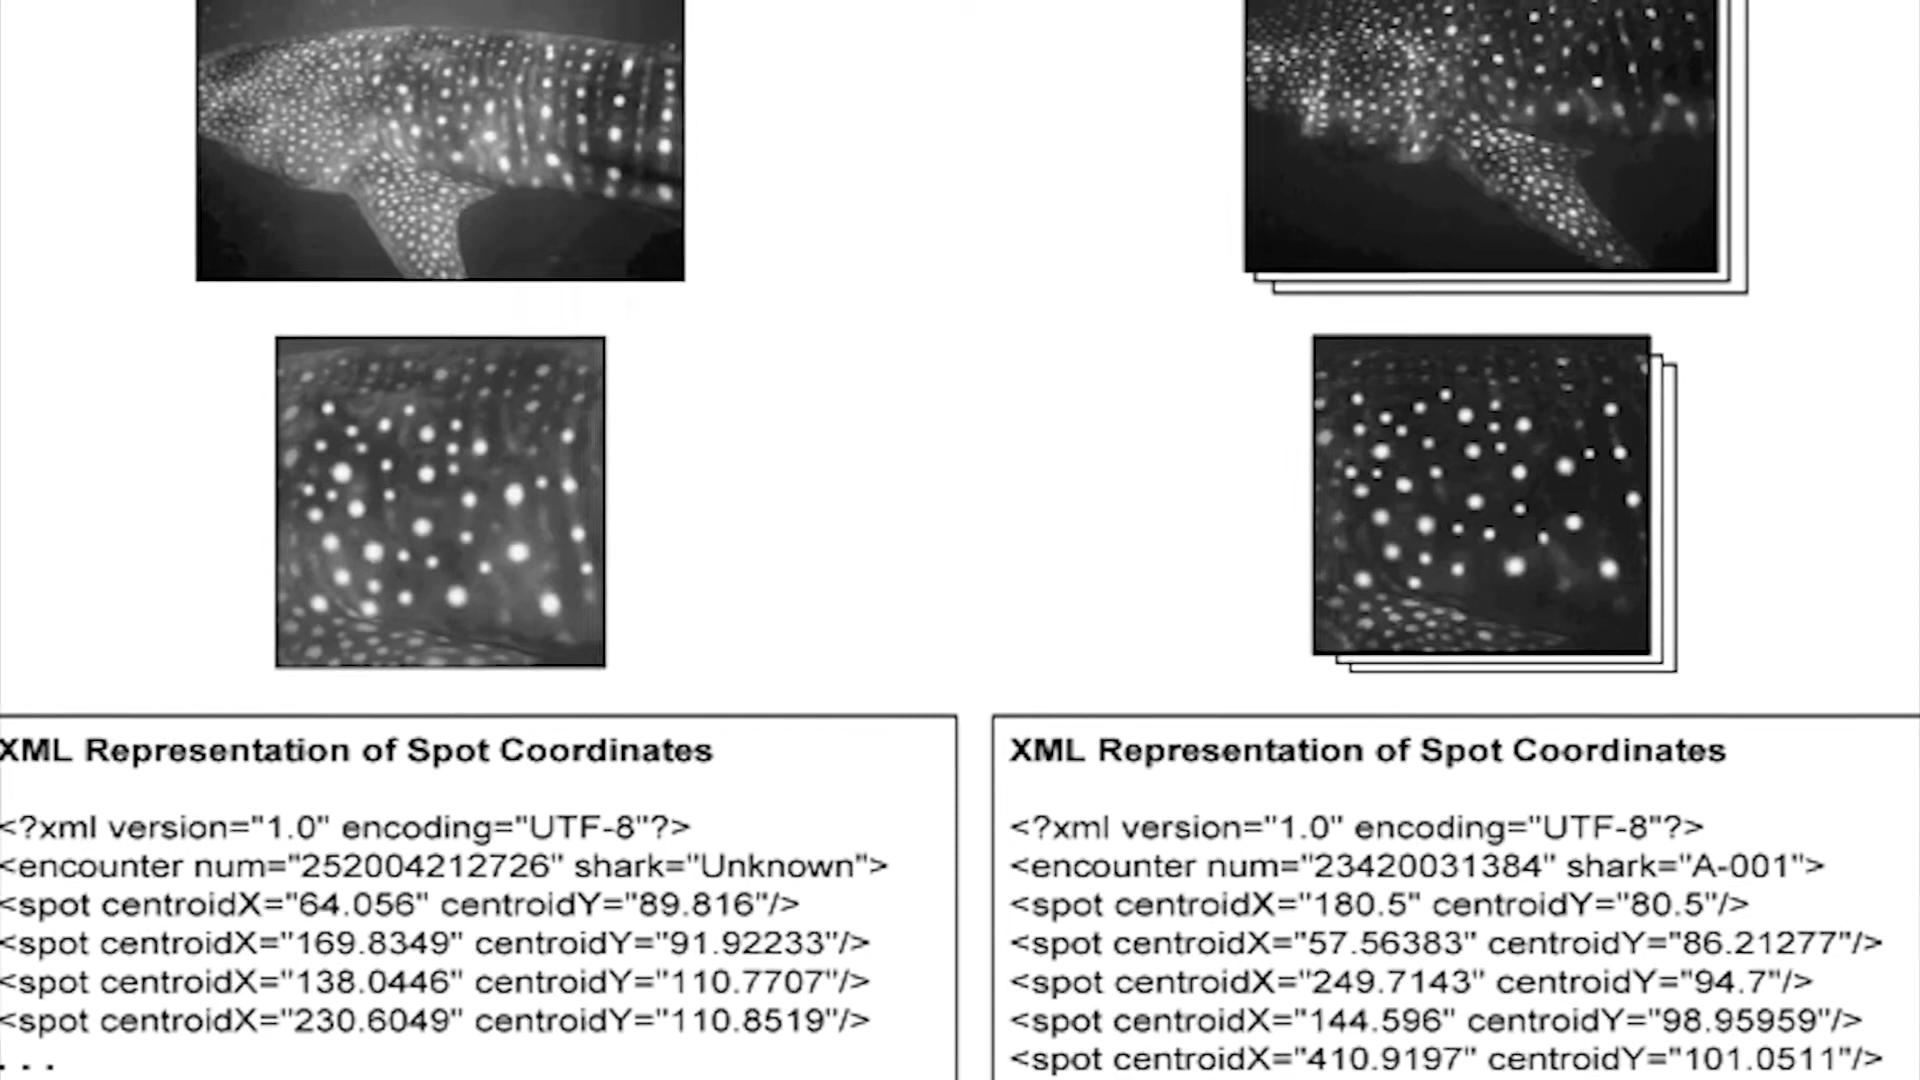 XML Representation of Spot Coordinates
<?xml version="1.0" encoding="UTF-8"?>
<encounter num="252004212726" shark="Unknown">
<spot centroidX="64.056" centroidY="89.816"/>
<spot centroidX="169.8349" centroidY="91.92233"/>
<spot centroidX="138.0446" centroidY="110.7707"/>
<spot centroidX="230.6049" centroidY="110.8519"/>
. . .
XML Representation of Spot Coordinates
<?xml version="1.0" encoding="UTF-8"?>
<encounter num="23420031384" shark="A-001">
<spot centroidX="180.5" centroidY="80.5"/>
<spot centroidX="57.56383" centroidY="86.21277"/>
<spot centroidX="249.7143" centroidY="94.7"/>
<spot centroidX="144.596" centroidY="98.95959"/>
<spot centroidX="410.9197" centroidY="101.0511"/>